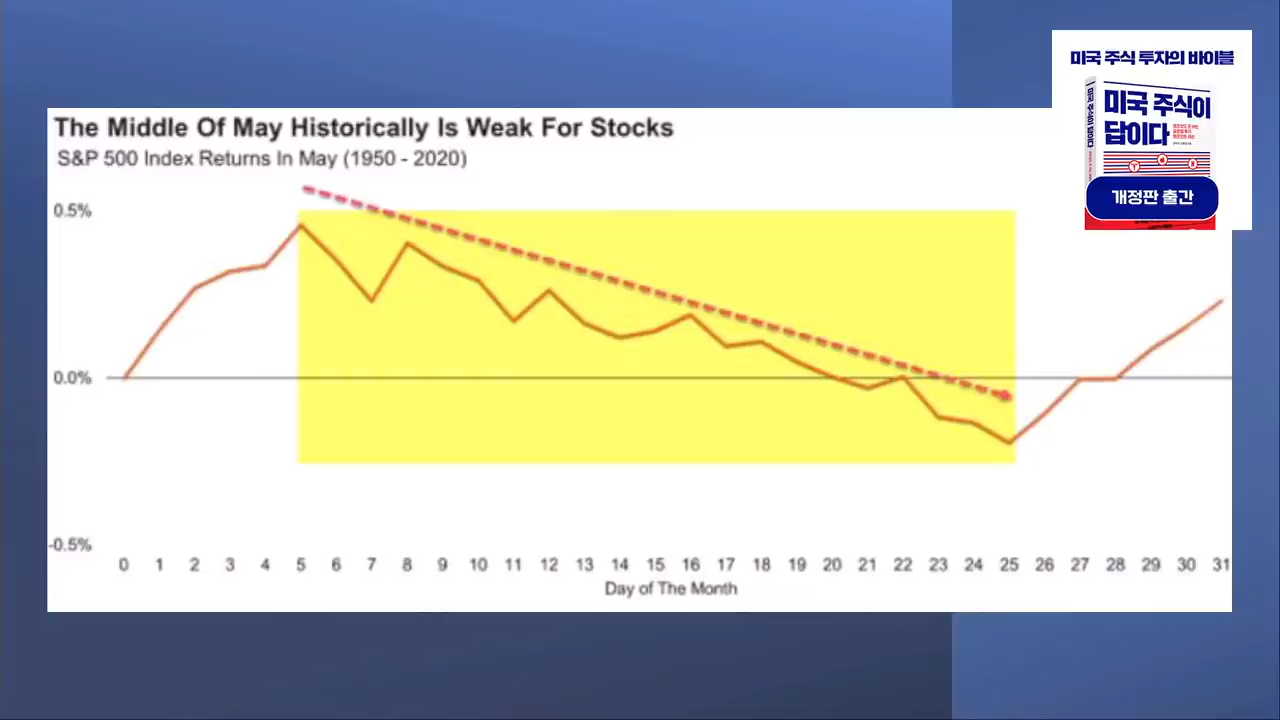 The Middle Of May Historically Is Weak For Stocks
S&P 500 Index Returns In May (1950 - 2020)
0.5%
0.0%
-0.5%
0 1 2 3 4 5 6 7 8 9 10 11 12 13 14 15 16 17 18 19 20 21 22 23 24 25 26 27 28 29 30 31
Day of The Month
미국 주식 투자의 바이블
미국 주식이
답이다
개정판 출간